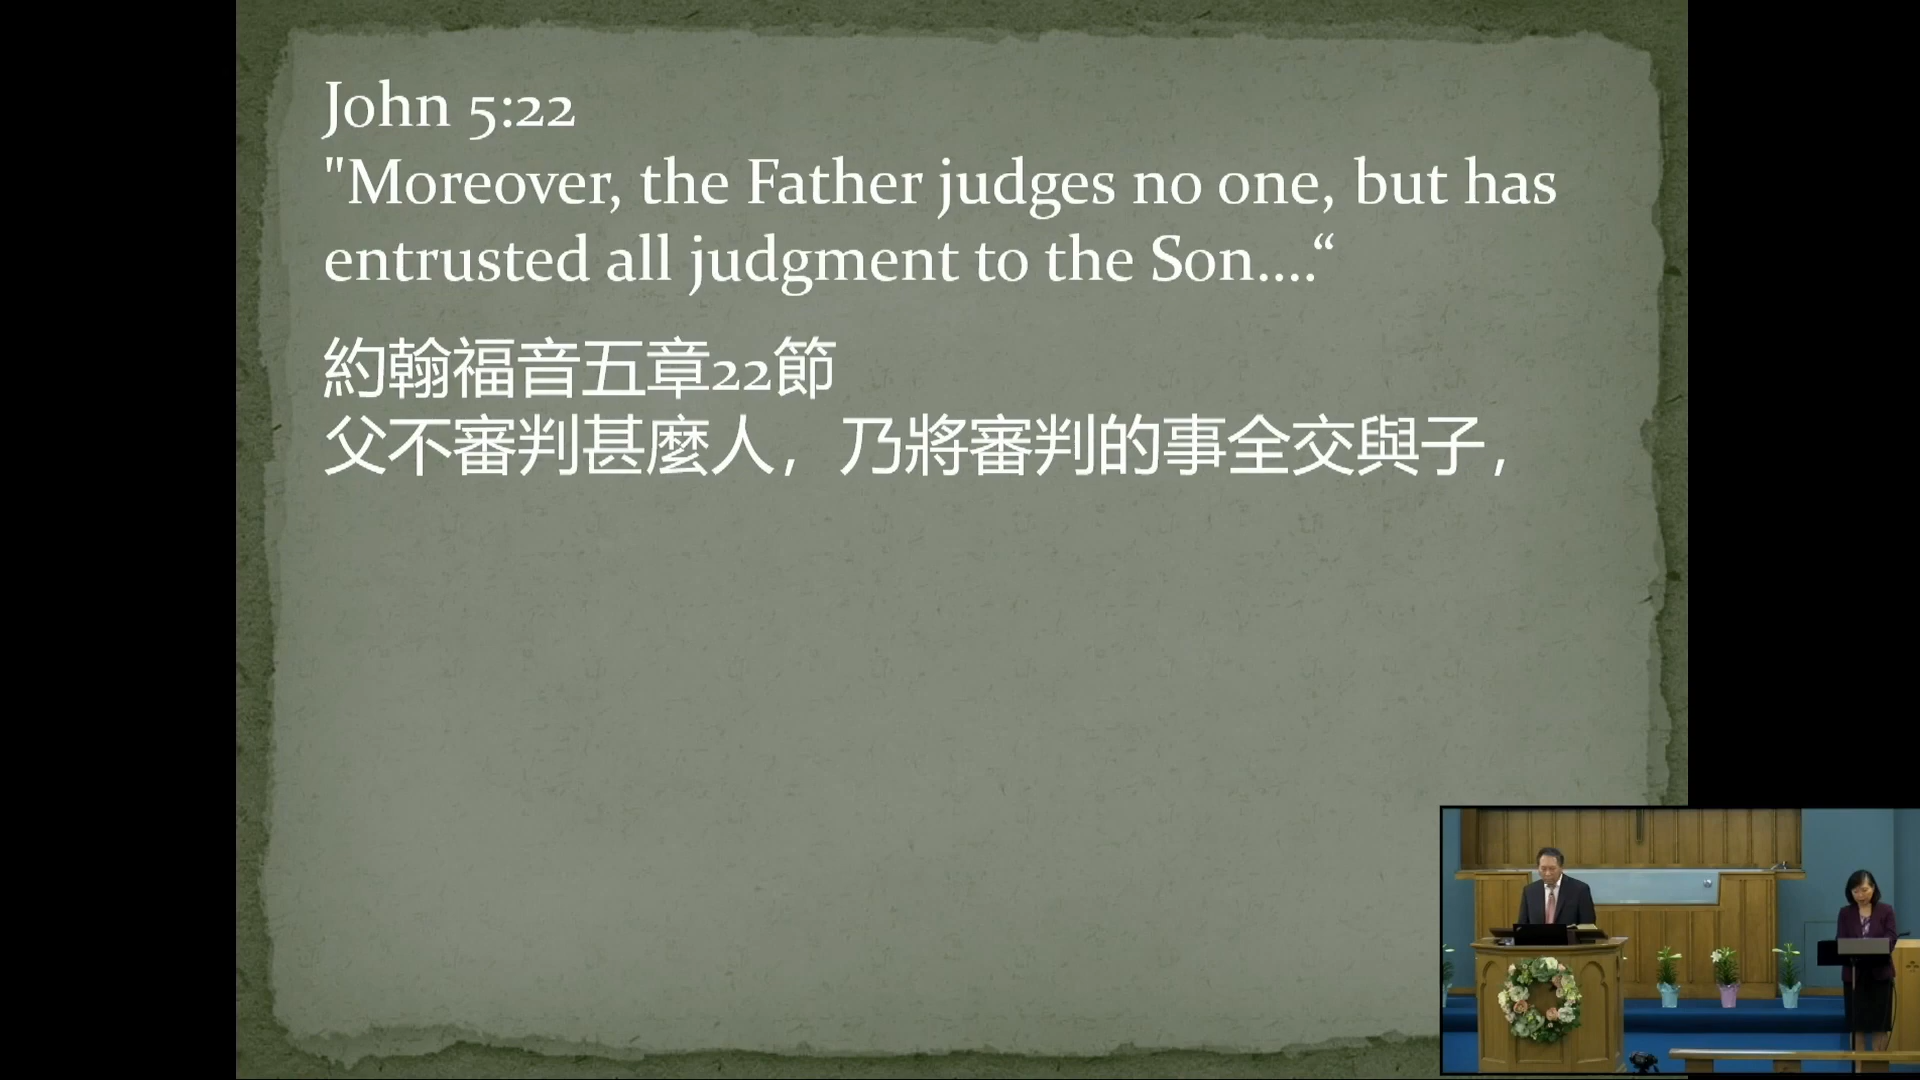 John 5:22
"Moreover, the Father judges no one, but has
entrusted all judgment to the Son....“
約翰福音五章22節
父不審判甚麼人，乃將審判的事全交與子，